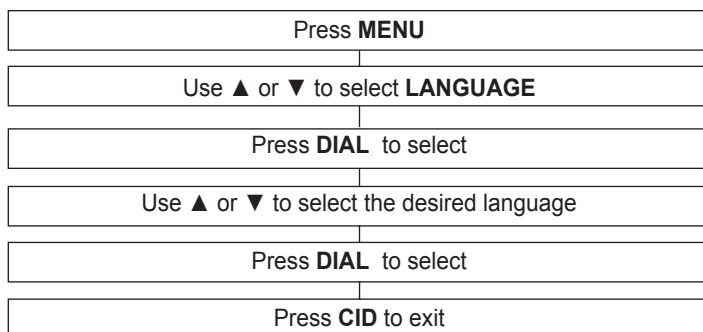 Press MENU
Use ▲ or ▼ to select LANGUAGE
Press DIAL to select
Use ▲ or ▼ to select the desired language
Press DIAL to select
Press CID to exit